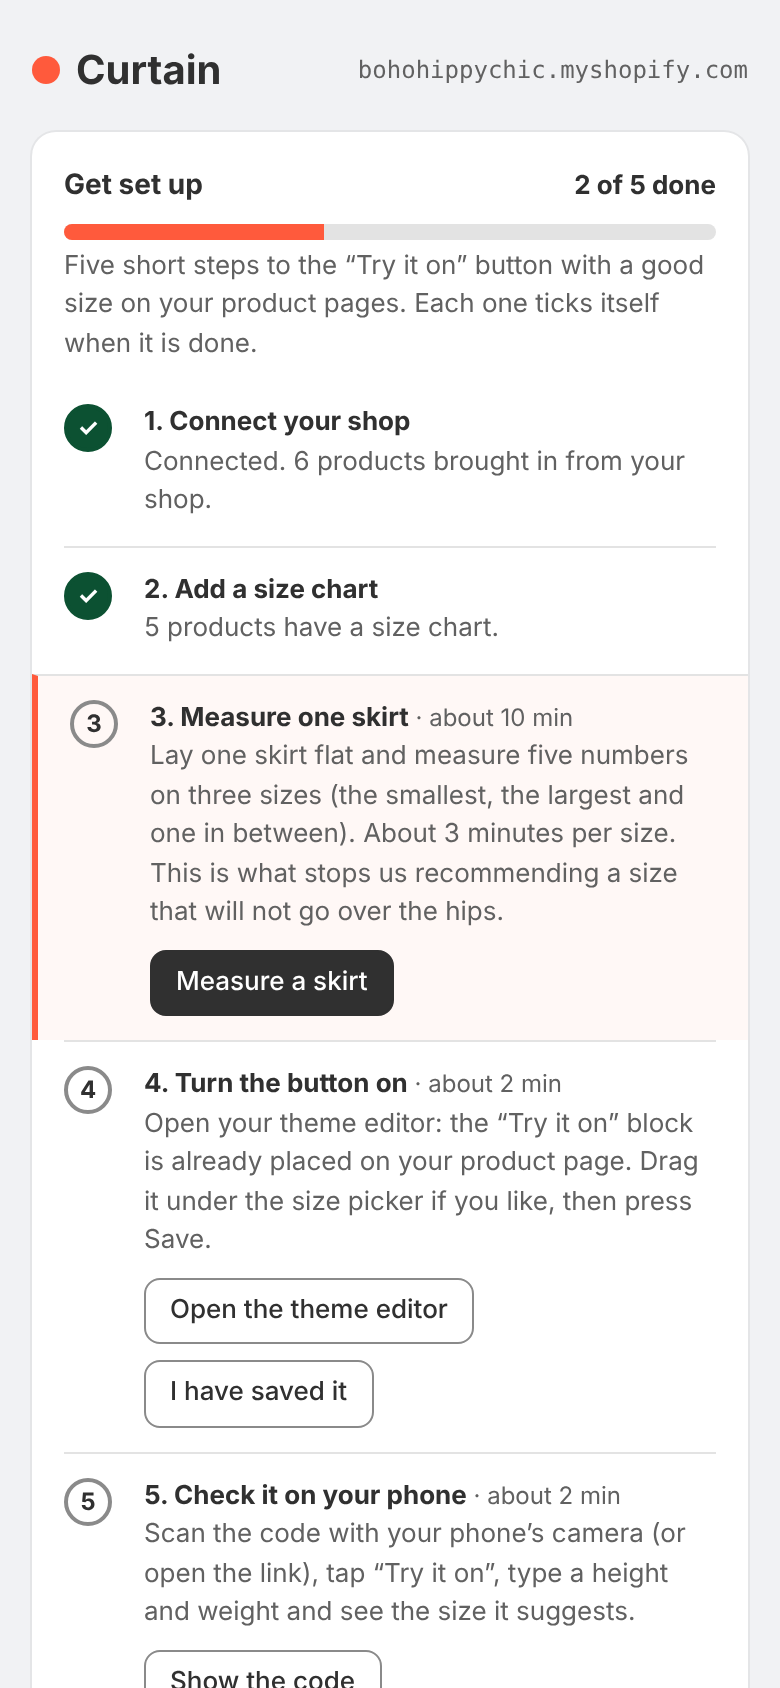 Curtain
bohohippychic.myshopify.com
Get set up
2 of 5 done
Five short steps to the “Try it on” button with a good
size on your product pages. Each one ticks itself
when it is done.
1. Connect your shop
Connected. 6 products brought in from your
shop.
2. Add a size chart
5 products have a size chart.
3
3. Measure one skirt · about 10 min
Lay one skirt flat and measure five numbers
on three sizes (the smallest, the largest and
one in between). About 3 minutes per size.
This is what stops us recommending a size
that will not go over the hips.
Measure a skirt
4
4. Turn the button on · about 2 min
Open your theme editor: the “Try it on” block
is already placed on your product page. Drag
it under the size picker if you like, then press
Save.
Open the theme editor
I have saved it
5
5. Check it on your phone · about 2 min
Scan the code with your phone’s camera (or
open the link), tap “Try it on”, type a height
and weight and see the size it suggests.
Show the code